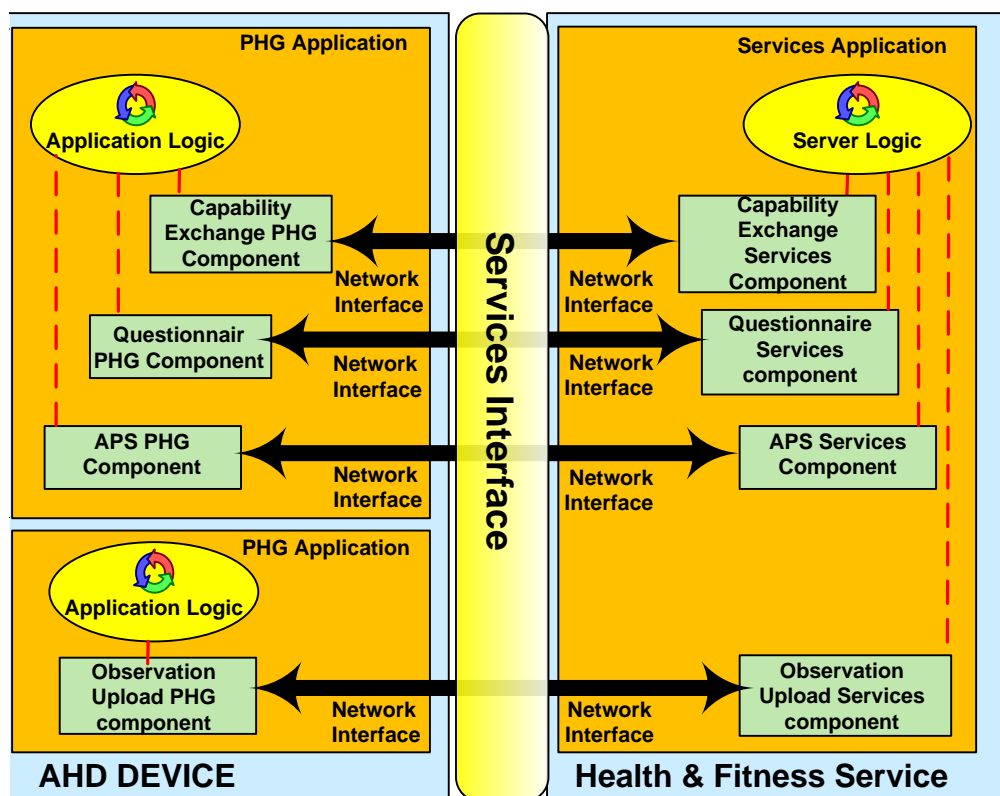 PHG Application
Application Logic
Capability
Exchange PHG
Component
Network
Interface
Questionnair
PHG Component
Network
Interface
APS PHG
Component
Network
Interface
PHG Application
Application Logic
Observation
Upload PHG
component
Network
Interface
AHD DEVICE
Services Interface
Services Application
Server Logic
Capability
Exchange
Services
Component
Network
Interface
Questionnaire
Services
component
Network
Interface
APS Services
Component
Network
Interface
Observation
Upload Services
component
Network
Interface
Health & Fitness Service